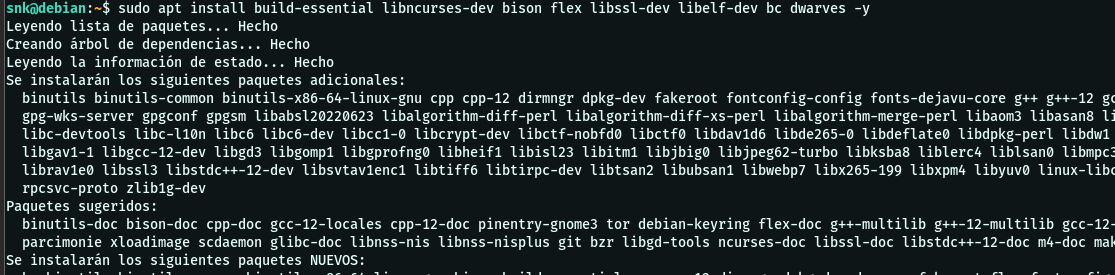 snk@debian:~$ sudo apt install build-essential libncurses-dev bison flex libssl-dev libelf-dev bc dwarves -y
Leyendo lista de paquetes... Hecho
Creando árbol de dependencias... Hecho
Leyendo la información de estado... Hecho
Se instalarán los siguientes paquetes adicionales:
binutils binutils-common binutils-x86-64-linux-gnu cpp cpp-12 dirmngr dpkg-dev fakeroot fontconfig-config fonts-dejavu-core g++ g++-12
gpg-wks-server gpgconf gpgsm libabsl20220623 libalgorithm-diff-perl libalgorithm-diff-xs-perl libalgorithm-merge-perl libaom3 libasan8
libc-devtools libc-l10n libc6 libc6-dev libcc1-0 libcrypt-dev libctf-nobfd0 libctf0 libdav1d6 libde265-0 libdeflate0 libdpkg-perl libdw1
libgav1-1 libgcc-12-dev libgd3 libgomp1 libgprofng0 libheif1 libisl23 libitm1 libjbig0 libjpeg62-turbo libksba8 liblerc4 liblsan0 libmpc3
librav1e0 libssl3 libstdc++-12-dev libsvtav1enc1 libtiff6 libtirpc-dev libtsan2 libubsan1 libwebp7 libx265-199 libxpm4 libyuv0 linux-libc
rpcsvc-proto zlib1g-dev
Paquetes sugeridos:
binutils-doc bison-doc cpp-doc gcc-12-locales cpp-12-doc pinentry-gnome3 tor debian-keyring flex-doc g++-multilib g++-12-multilib gcc-12-
parcimonie xloadimage scdaemon glibc-doc libnss-nis libnss-nisplus git bzr libgd-tools ncurses-doc libssl-doc libstdc++-12-doc m4-doc mak
Se instalarán los siguientes paquetes NUEVOS: